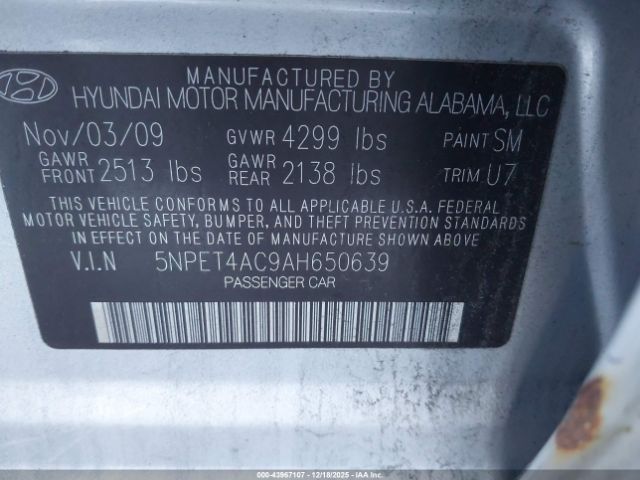 MANUFACTURED BY
HYUNDAI MOTOR MANUFACTURING ALABAMA, LLC
Nov/03/09 GVWR 4299 lbs PAINT SM
GAWR FRONT 2513 lbs GAWR REAR 2138 lbs TRIM U7
THIS VEHICLE CONFORMS TO ALL APPLICABLE U.S.A. FEDERAL
MOTOR VEHICLE SAFETY, BUMPER, AND THEFT PREVENTION STANDARDS
IN EFFECT ON THE DATE OF MANUFACTURE SHOWN ABOVE.
V.I.N 5NPET4AC9AH650639
PASSENGER CAR
000-43967107 - 12/18/2025 - IAAI.COM